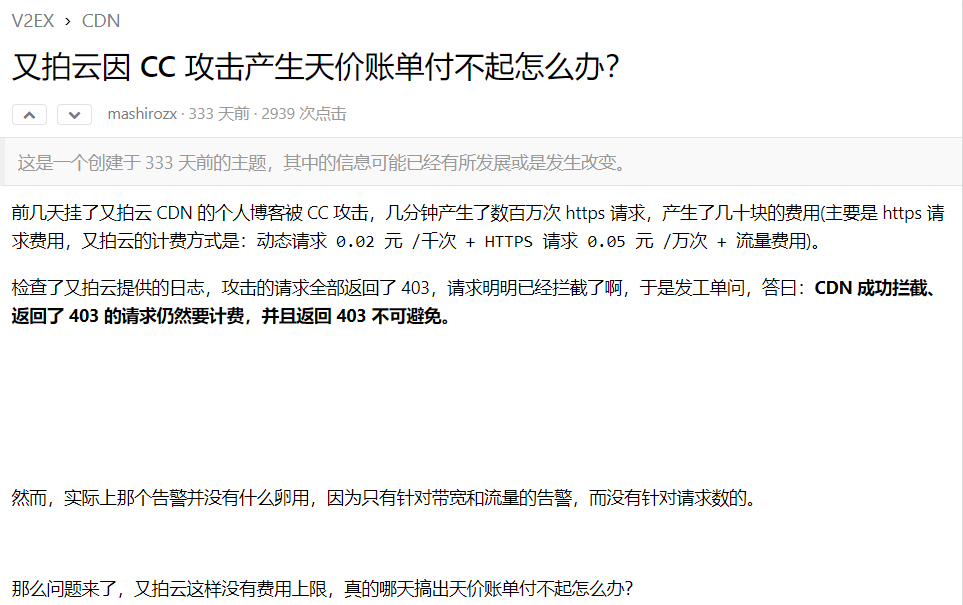 V2EX › CDN
又拍云因 CC 攻击产生天价账单付不起怎么办?
mashirozx · 333 天前 · 2939 次点击
这是一个创建于 333 天前的主题，其中的信息可能已经有所发展或是发生改变。
前几天挂了又拍云 CDN 的个人博客被 CC 攻击，几分钟产生了数百万次 https 请求，产生了几十块的费用(主要是 https 请
求费用，又拍云的计费方式是：动态请求 0.02 元 /千次 + HTTPS 请求 0.05 元 /万次 + 流量费用)。
检查了又拍云提供的日志，攻击的请求全部返回了 403，请求明明已经拦截了啊，于是发工单问，答曰：CDN 成功拦截、
返回了 403 的请求仍然要计费，并且返回 403 不可避免。
然而，实际上那个告警并没有什么卵用，因为只有针对带宽和流量的告警，而没有针对请求数的。
那么问题来了，又拍云这样没有费用上限，真的哪天搞出天价账单付不起怎么办?